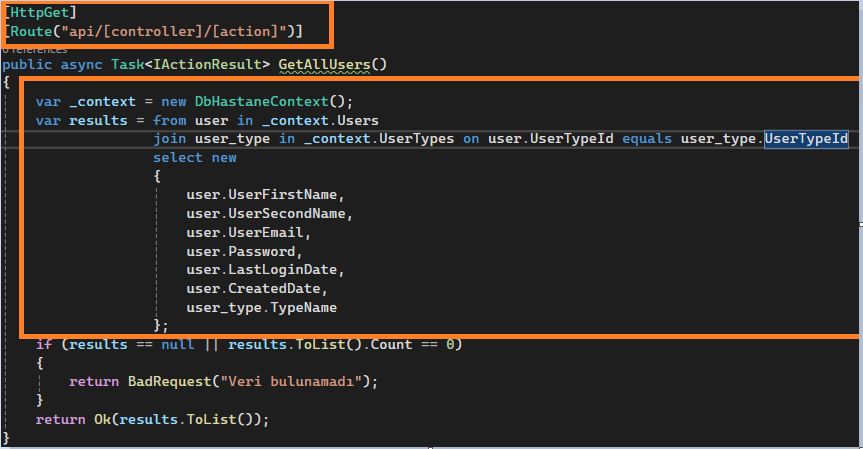 [HttpGet]
[Route("api/[controller]/[action]")]
0 references
public async Task<IActionResult> GetAllUsers()
{
var _context = new DbHastaneContext();
var results = from user in _context.Users
join user_type in _context.UserTypes on user.UserTypeId equals user_type.UserTypeId
select new
{
user.UserFirstName,
user.UserSecondName,
user.UserEmail,
user.Password,
user.LastLoginDate,
user.CreatedDate,
user_type.TypeName
};
if (results == null || results.ToList().Count == 0)
{
return BadRequest("Veri bulunamadı");
}
return Ok(results.ToList());
}